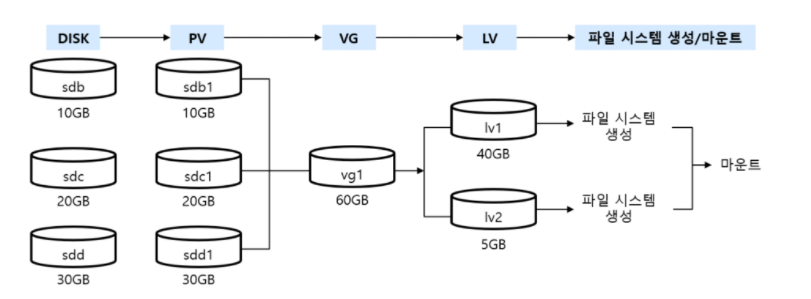 DISK PV VG LV 파일 시스템 생성/마운트
sdb sdb1
10GB 10GB
lv1 파일 시스템
생성
40GB
sdc sdc1 vg1 마운트
20GB 20GB 60GB
lv2 파일 시스템
생성
5GB
sdd sdd1
30GB 30GB